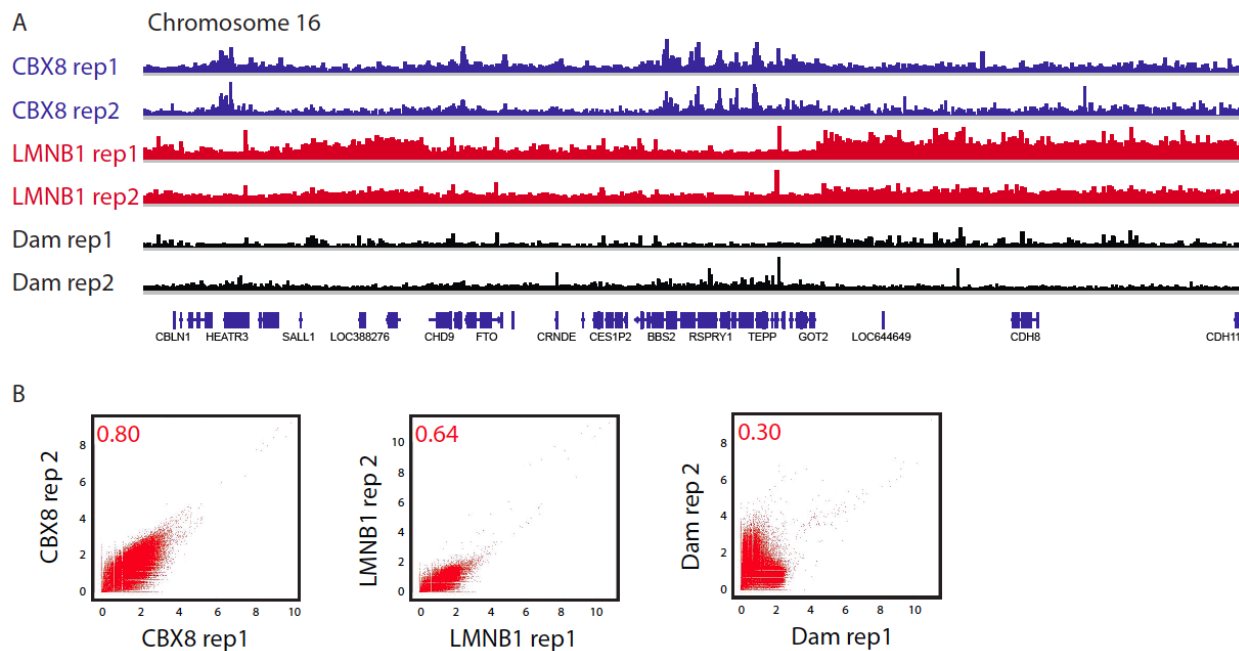 A Chromosome 16
CBX8 rep1
CBX8 rep2
LMNB1 rep1
LMNB1 rep2
Dam rep1
Dam rep2
CBLN1 HEATR3 SALL1 LOC388276 CHD9 FTO CRNDE CES1P2 BBS2 RSPRY1 TEPP GOT2 LOC644649 CDH8 CDH11
B
0.80
CBX8 rep 2
8
6
4
2
0
0 2 4 6 8 10
CBX8 rep1
0.64
LMNB1 rep 2
10
8
6
4
2
0
0 2 4 6 8 10
LMNB1 rep1
0.30
Dam rep 2
8
6
4
2
0
0 2 4 6 8 10
Dam rep1